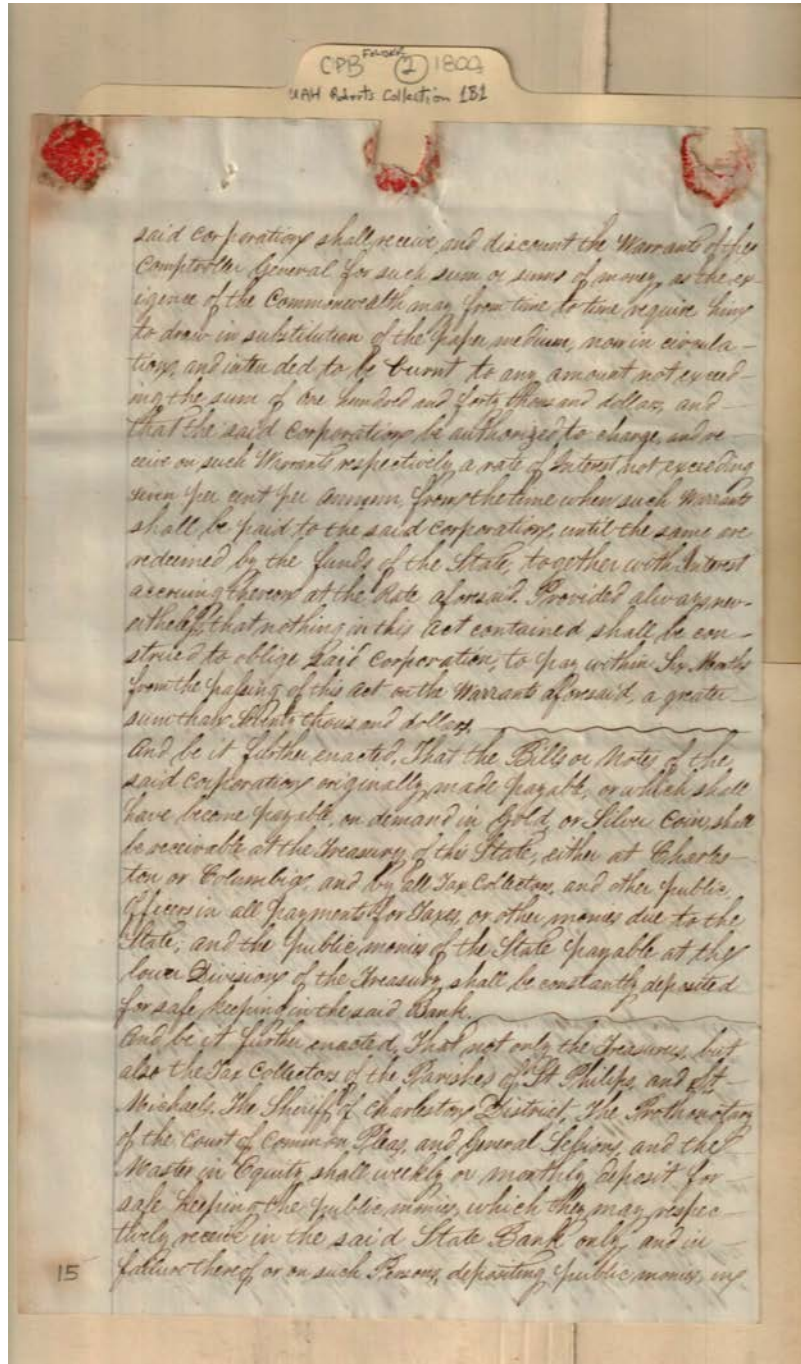 CPB FOLDER 2 1802
UAH Roberts Collection 1B1
said Corporation shall receive and discount the Warrants of the
Comptroller General for such sum or sums of money, as the ex-
igence of the Commonwealth may from time to time require him
to draw in substitution of the paper medium, now in circula-
tion, and intended to be burnt to any amount not exceed-
ing the sum of one hundred and forty thousand dollars, and
that the said Corporation be authorized to charge, and re-
ceive on such Warrants respectively a rate of Interest not exceeding
seven per cent per annum, from the time when such Warrants
shall be paid to the said Corporation, until the same are
redeemed by the funds of the State, together with Interest
accruing thereon at the Rate aforesaid. Provided always nev-
ertheless, that nothing in this Act contained shall be con-
strued to oblige said Corporation, to pay within Six Months
from the passing of this Act on the Warrants aforesaid, a greater
sum than Seventy thousand dollars.
And be it further enacted, That the Bills or Notes of the
said Corporation originally made payable, or which shall
have become payable, on demand in Gold, or Silver Coin, shall
be receivable at the Treasury of this State, either at Charles-
ton or Columbia, and by all Tax Collectors, and other public
Officers in all payments for Taxes, or other monies due to the
State; and the public monies of the State payable at the
lower Division of the Treasury, shall be constantly deposited
for safe keeping in the said Bank.
And be it further enacted, That not only the Treasurers, but
also the Tax Collectors of the Parishes of St. Philips, and St.
Michaels, The Sheriff of Charleston District, The Prothonotary
of the Court of Common Pleas, and General Sessions, and the
Master in Equity, shall weekly or monthly deposit for
safe keeping the public monies, which they may respec-
tively receive in the said State Bank only, and in
failure thereof or on such Persons, depositing public monies, in
15